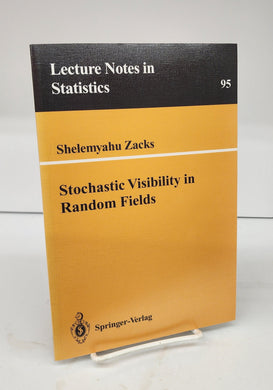 Lecture Notes in
Statistics
95
Shelemyahu Zacks
Stochastic Visibility in
Random Fields
Springer-Verlag